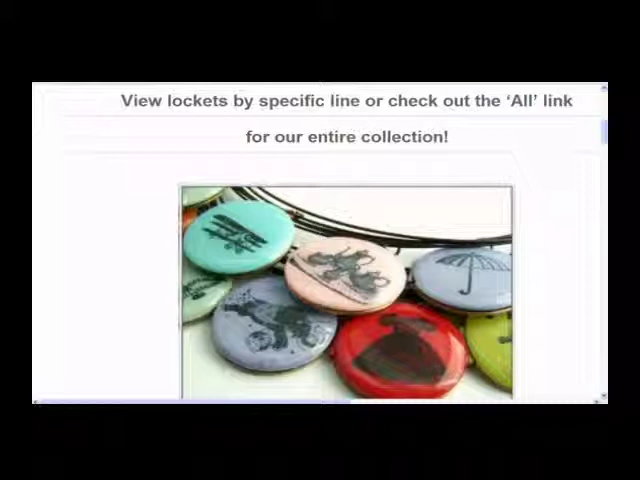 View lockets by specific line or check out the ‘All’ link
for our entire collection!